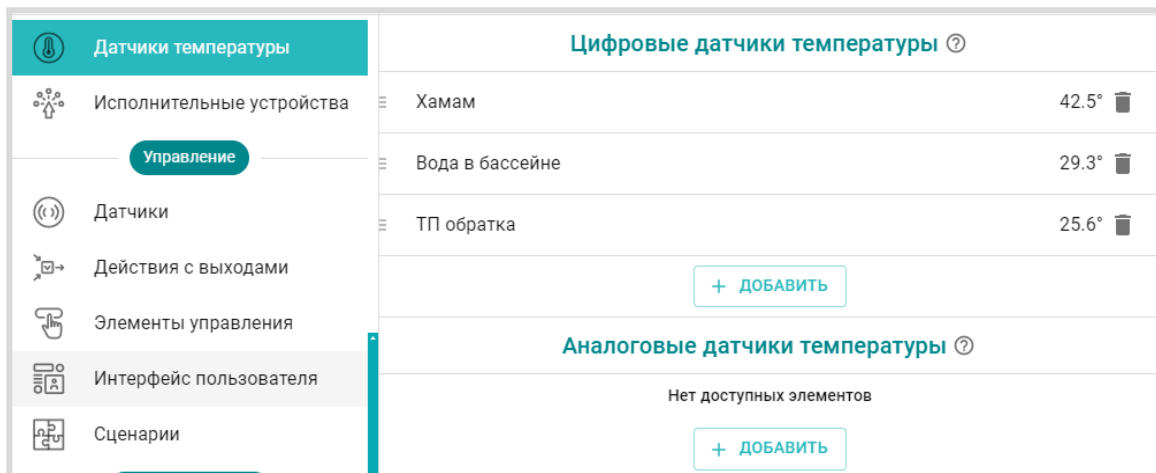 Датчики температуры
Исполнительные устройства
Управление
Датчики
Действия с выходами
Элементы управления
Интерфейс пользователя
Сценарии
Цифровые датчики температуры
Хамам 42.5°
Вода в бассейне 29.3°
ТП обратка 25.6°
+ ДОБАВИТЬ
Аналоговые датчики температуры
Нет доступных элементов
+ ДОБАВИТЬ